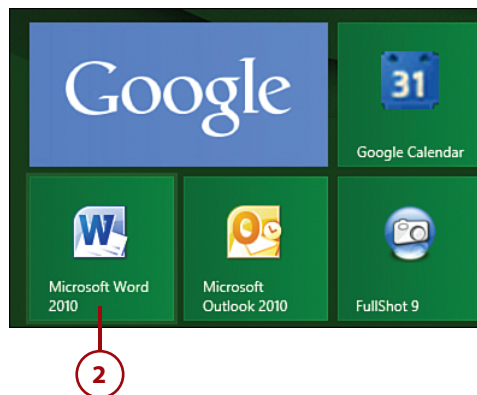 Google
31
Google Calendar
W
Microsoft Word
2010
O
Microsoft
Outlook 2010
FullShot 9
2